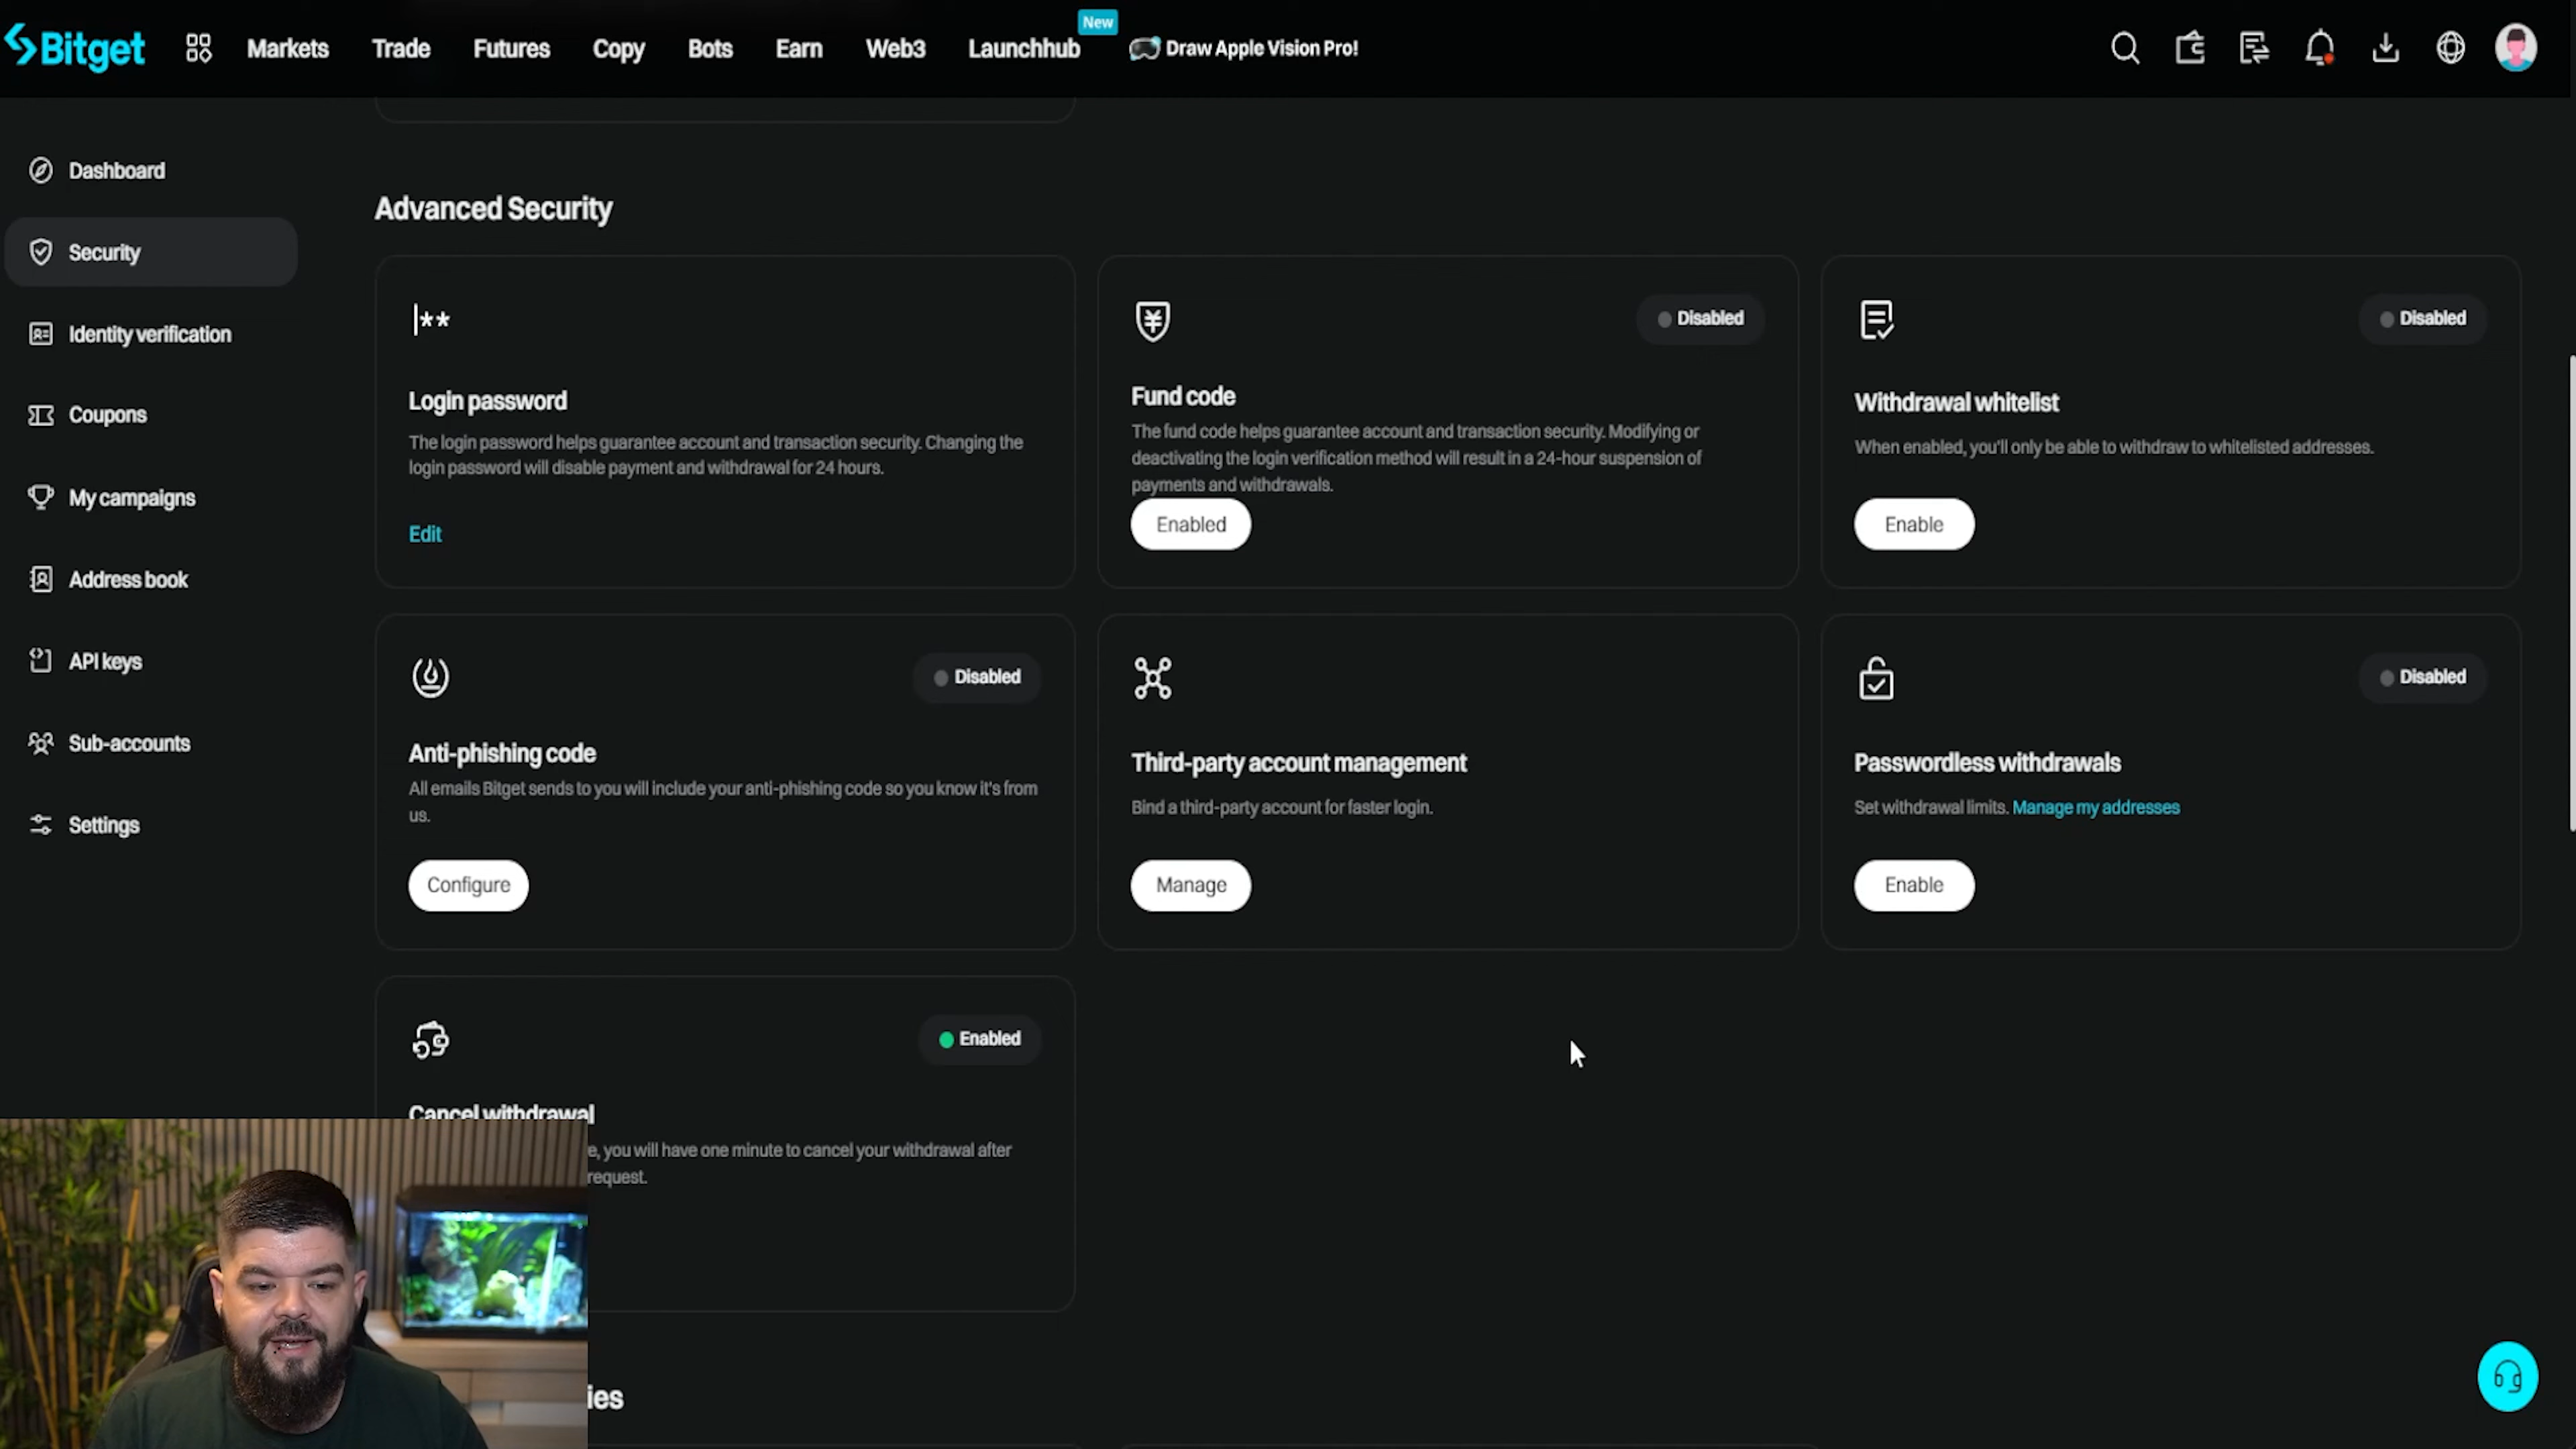 Bitget
Markets
Trade
Futures
Copy
Bots
Earn
Web3
Launchhub
New
Draw Apple Vision Pro!
Dashboard
Security
Identity verification
Coupons
My campaigns
Address book
API keys
Sub-accounts
Settings
Advanced Security
|**
Login password
The login password helps guarantee account and transaction security. Changing the
login password will disable payment and withdrawal for 24 hours.
Edit
Disabled
Fund code
The fund code helps guarantee account and transaction security. Modifying or
deactivating the login verification method will result in a 24-hour suspension of
payments and withdrawals.
Enabled
Disabled
Withdrawal whitelist
When enabled, you'll only be able to withdraw to whitelisted addresses.
Enable
Disabled
Anti-phishing code
All emails Bitget sends to you will include your anti-phishing code so you know it's from
us.
Configure
Third-party account management
Bind a third-party account for faster login.
Manage
Disabled
Passwordless withdrawals
Set withdrawal limits. Manage my addresses
Enable
Enabled
Cancel withdrawal
e, you will have one minute to cancel your withdrawal after
request.
ies